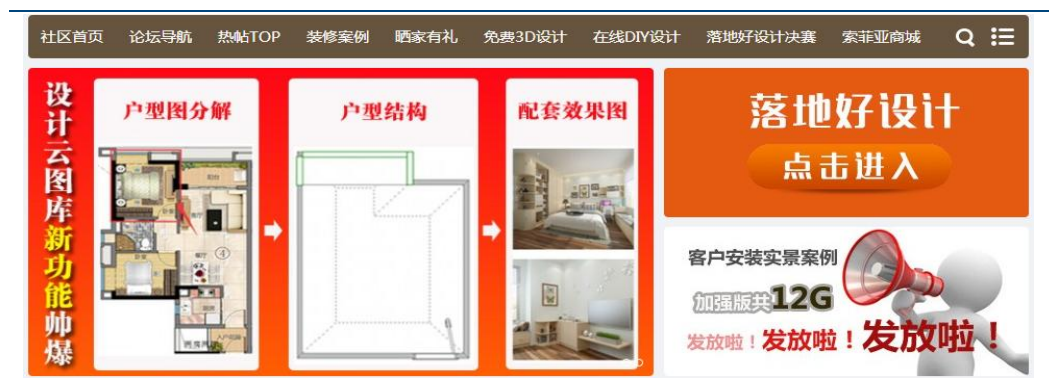 社区首页 论坛导航 热帖TOP 装修案例 晒家有礼 免费3D设计 在线DIY设计 落地好设计决赛 索菲亚商城
设计云图库新功能帅爆
户型图分解
户型结构
配套效果图
落地好设计
点击进入
客户安装实景案例
加强版共12G
发放啦！发放啦！发放啦！